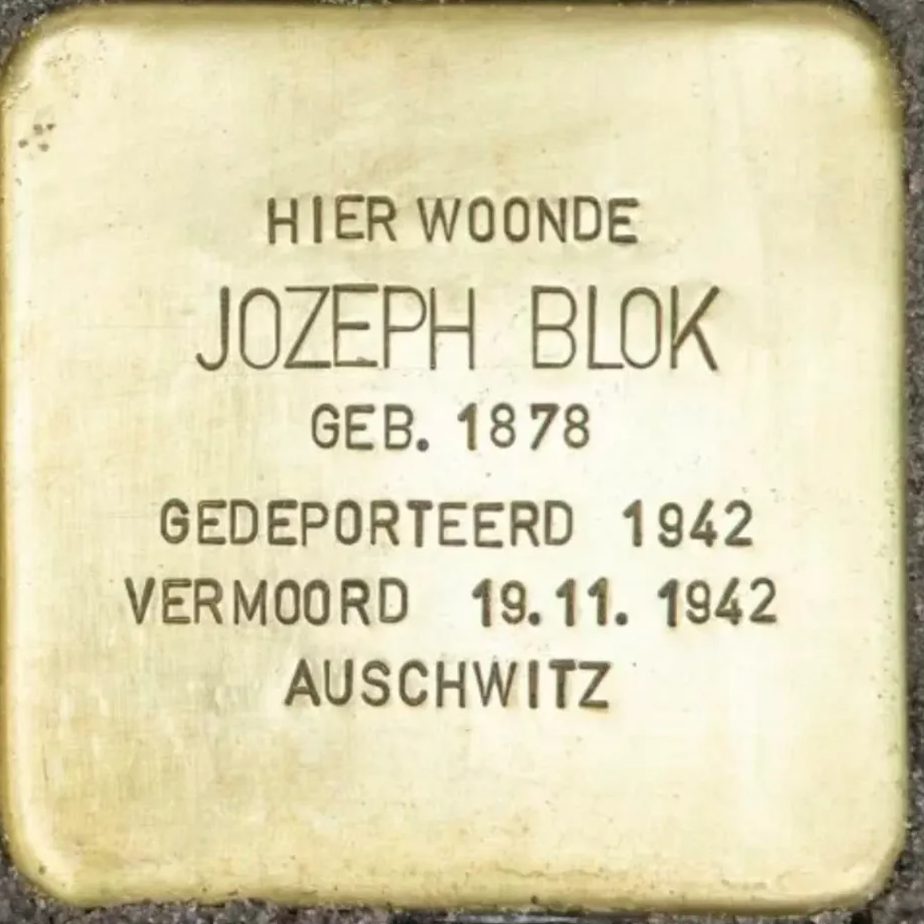 HIER WOONDE
JOZEPH BLOK
GEB. 1878
GEDEPORTEERD 1942
VERMOORD 19.11.1942
AUSCHWITZ